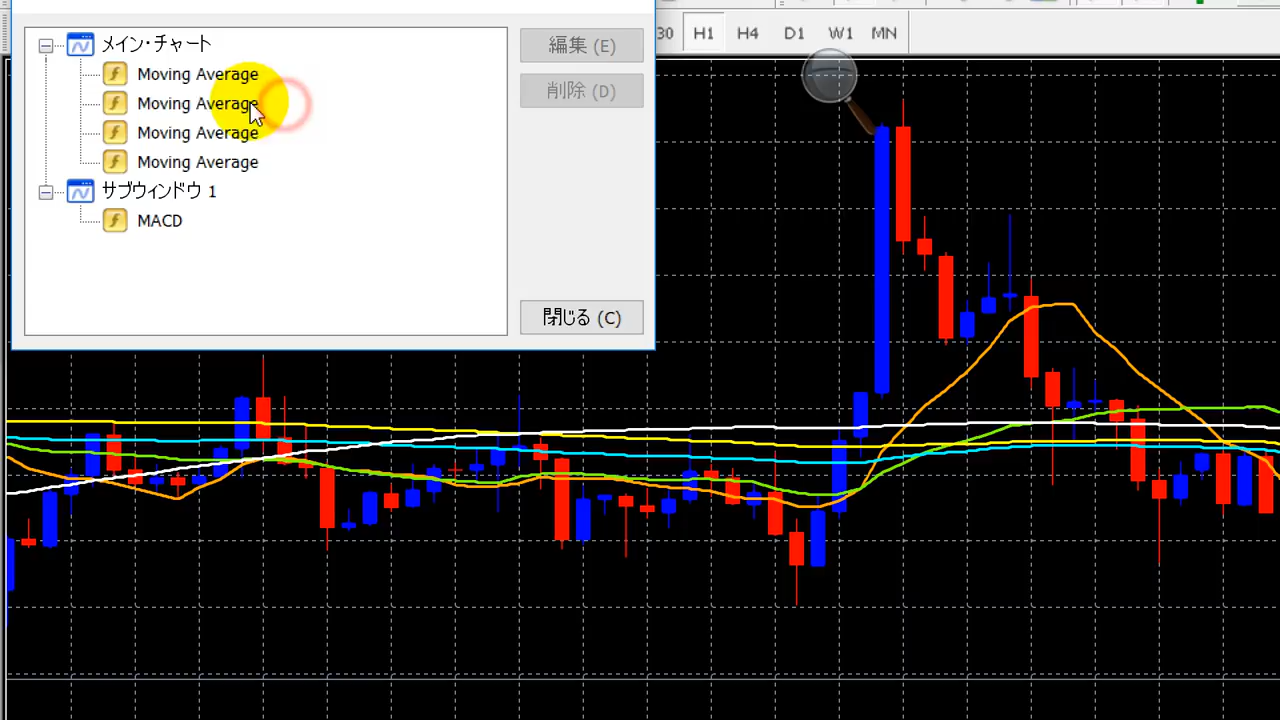 30 H1 H4 D1 W1 MN
メイン・チャート
編集 (E)
Moving Average
削除 (D)
Moving Average
Moving Average
Moving Average
サブウィンドウ 1
MACD
閉じる (C)